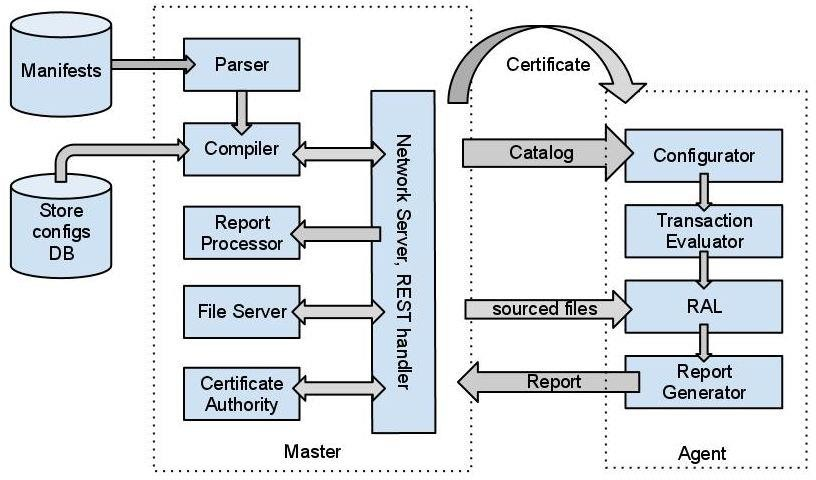 Manifests
Parser
Certificate
Compiler
Catalog
Configurator
Store
configs
DB
Report
Processor
Network Server, REST handler
Transaction
Evaluator
File Server
sourced files
RAL
Certificate
Authority
Report
Report
Generator
Master
Agent